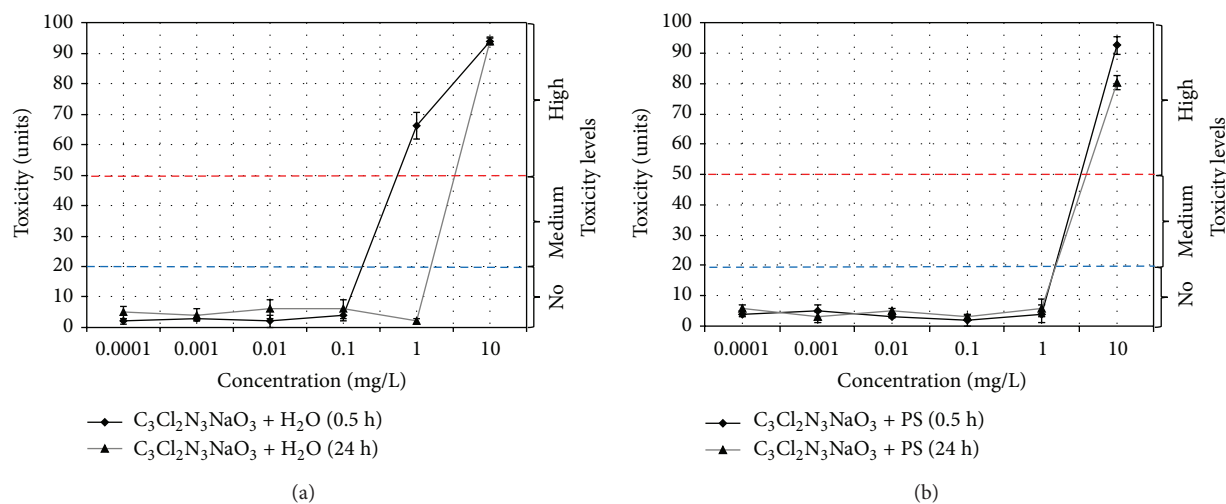 100
90
80
70
60
50
40
30
20
10
0
Toxicity (units)
0.0001 0.001 0.01 0.1 1 10
Concentration (mg/L)
High
Medium
No
Toxicity levels
C₃Cl₂N₃NaO₃ + H₂O (0.5 h)
C₃Cl₂N₃NaO₃ + H₂O (24 h)
(a)
100
90
80
70
60
50
40
30
20
10
0
Toxicity (units)
0.0001 0.001 0.01 0.1 1 10
Concentration (mg/L)
High
Medium
No
Toxicity levels
C₃Cl₂N₃NaO₃ + PS (0.5 h)
C₃Cl₂N₃NaO₃ + PS (24 h)
(b)